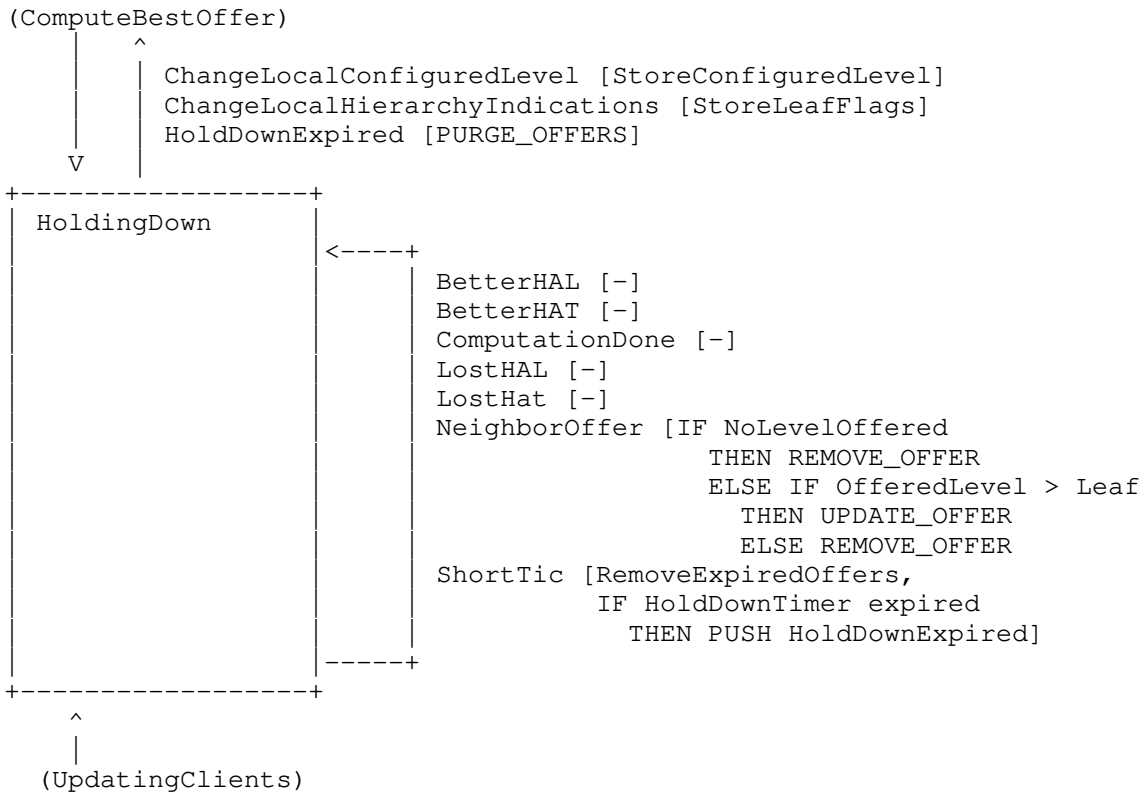 (ComputeBestOffer)
| ^
| | ChangeLocalConfiguredLevel [StoreConfiguredLevel]
| | ChangeLocalHierarchyIndications [StoreLeafFlags]
| | HoldDownExpired [PURGE_OFFERS]
V |
+------------------+
| HoldingDown |
| |<----+
| | | BetterHAL [-]
| | | BetterHAT [-]
| | | ComputationDone [-]
| | | LostHAL [-]
| | | LostHat [-]
| | | NeighborOffer [IF NoLevelOffered
| | | THEN REMOVE_OFFER
| | | ELSE IF OfferedLevel > Leaf
| | | THEN UPDATE_OFFER
| | | ELSE REMOVE_OFFER
| | | ShortTic [RemoveExpiredOffers,
| | | IF HoldDownTimer expired
| | | THEN PUSH HoldDownExpired]
| |-----+
+------------------+
^
|
(UpdatingClients)